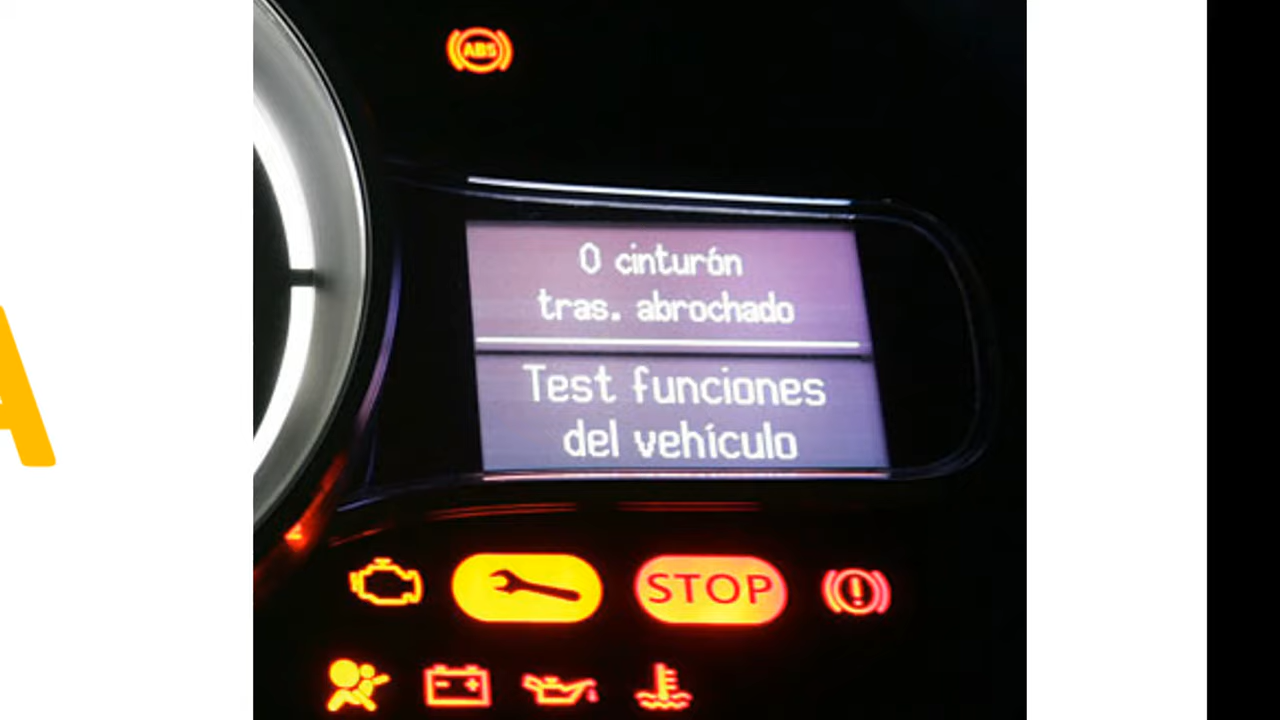 A
ABS
0 cinturón
tras. abrochado
Test funciones
del vehículo
STOP